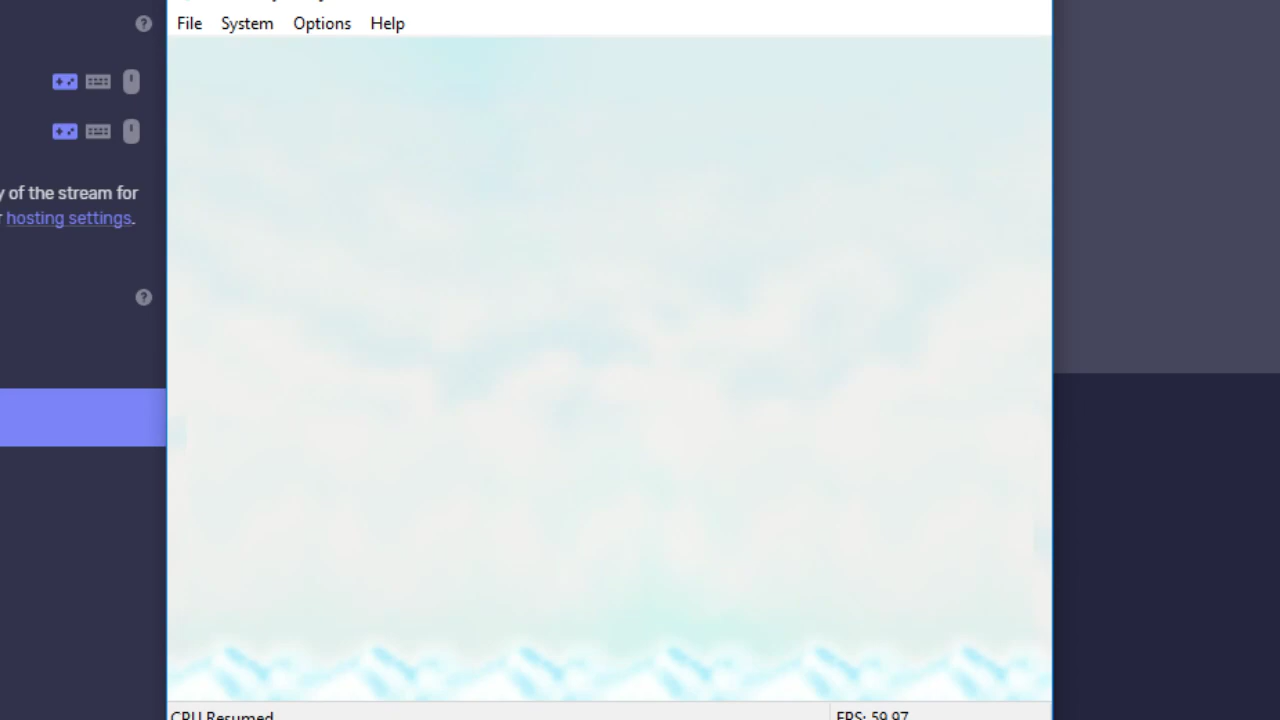 File System Options Help
y of the stream for
r hosting settings.
CPU Resumed
FPS: 59.97